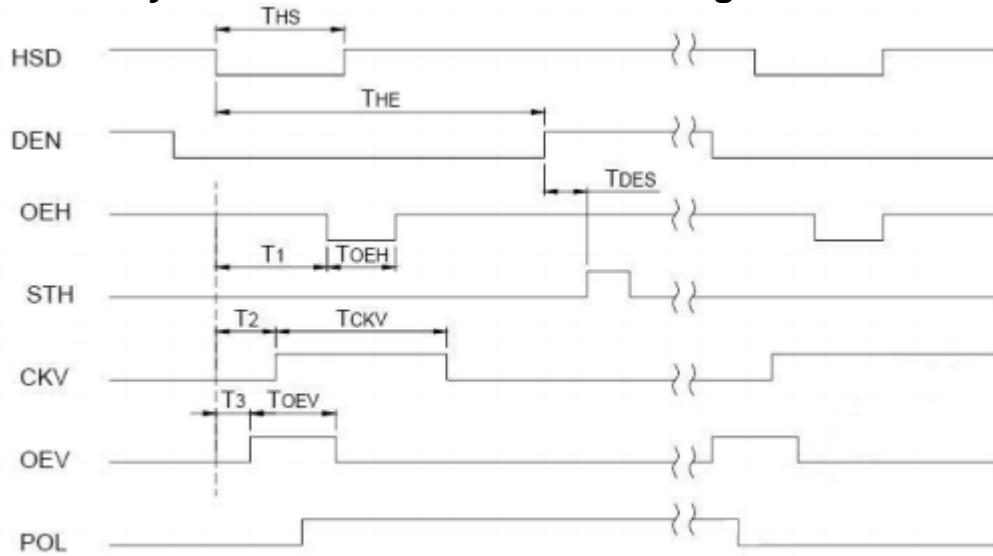 THS
HSD
THE
DEN
TDES
OEH
T1 TOEH
STH
T2 TCKV
CKV
T3 TOEV
OEV
POL